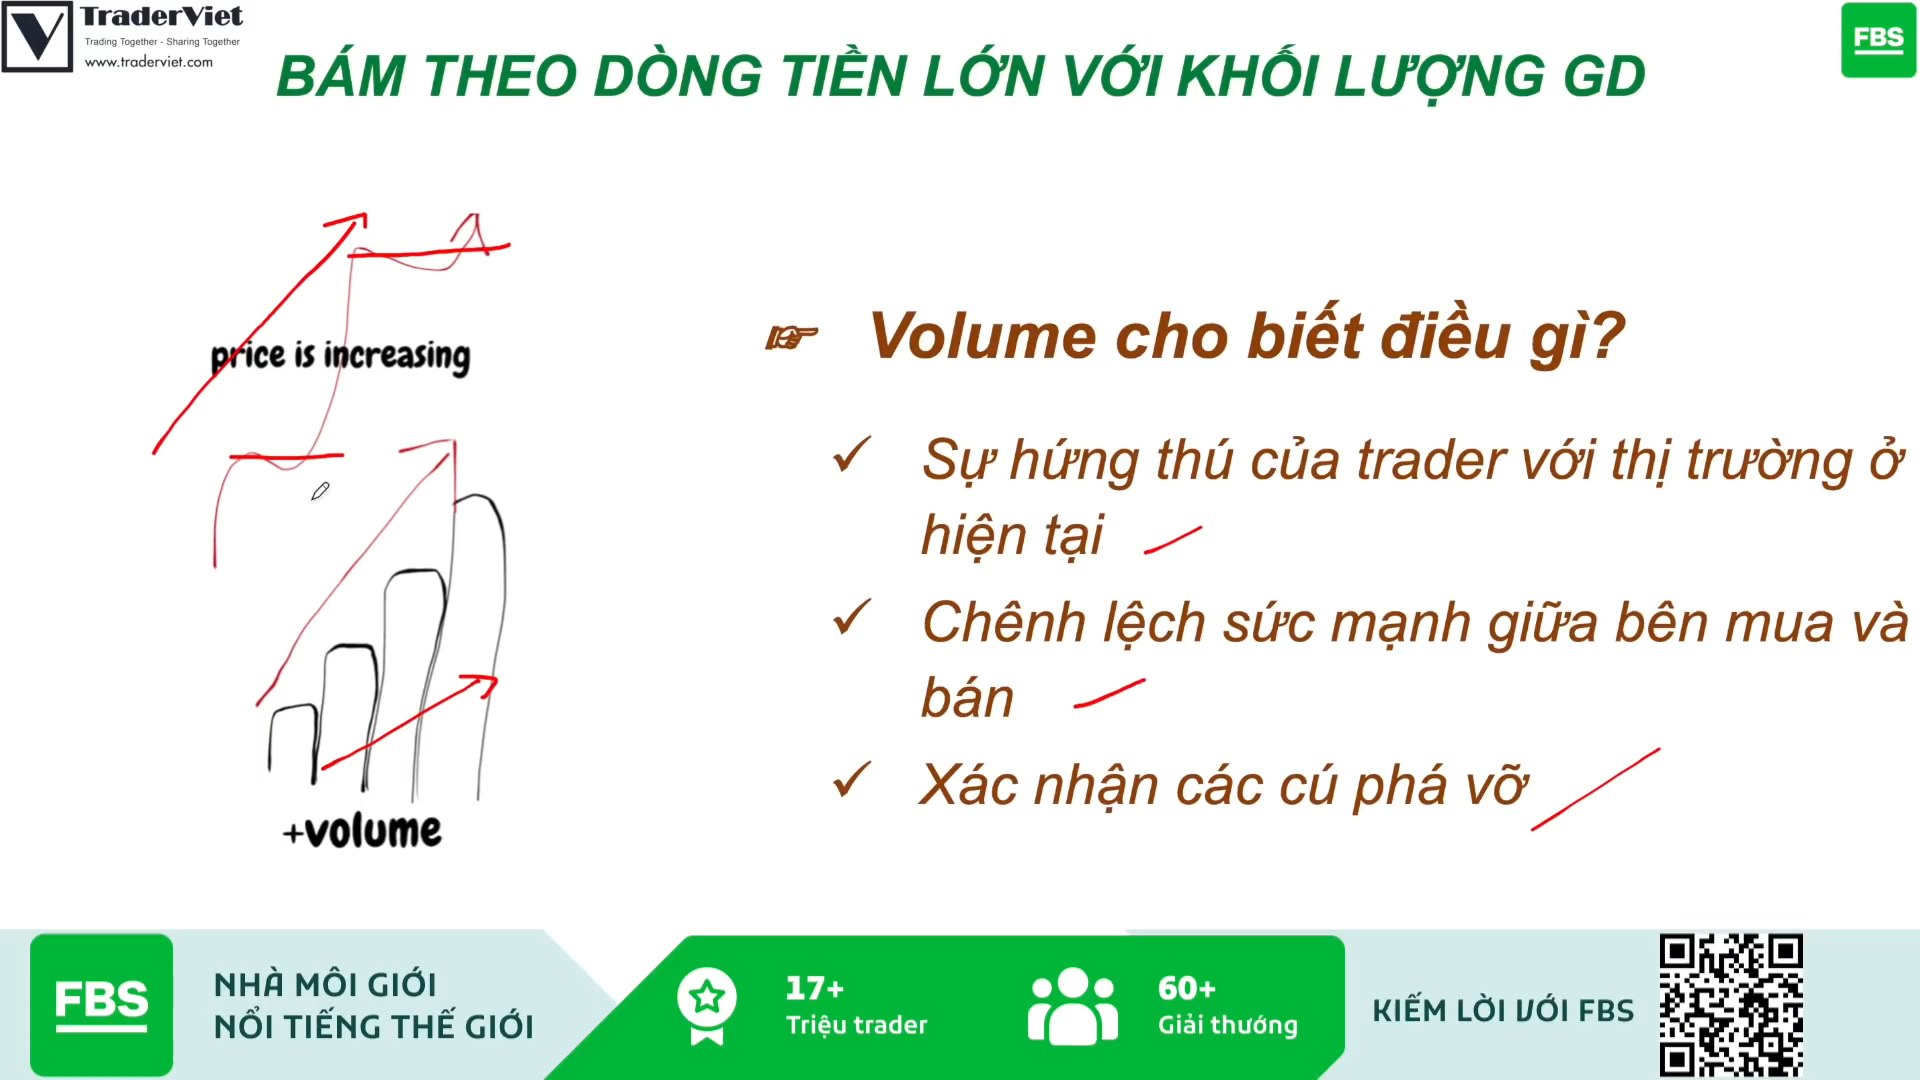 TraderViet
Trading Together - Sharing Together
www.traderviet.com
FBS
BÁM THEO DÒNG TIỀN LỚN VỚI KHỐI LƯỢNG GD
price is increasing
+volume
Volume cho biết điều gì?
Sự hứng thú của trader với thị trường ở
hiện tại
Chênh lệch sức mạnh giữa bên mua và
bán
Xác nhận các cú phá vỡ
FBS
NHÀ MÔI GIỚI
NỔI TIẾNG THẾ GIỚI
17+
Triệu trader
60+
Giải thưởng
KIẾM LỜI VỚI FBS